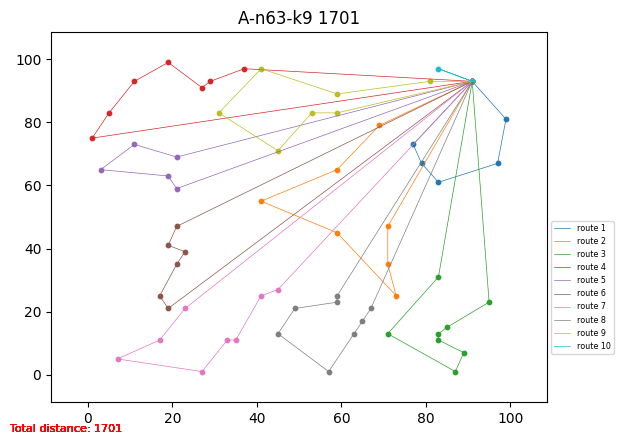 A-n63-k9 1701
100
80
60
40
20
0
0 20 40 60 80 100
route 1
route 2
route 3
route 4
route 5
route 6
route 7
route 8
route 9
route 10
Total distance: 1701